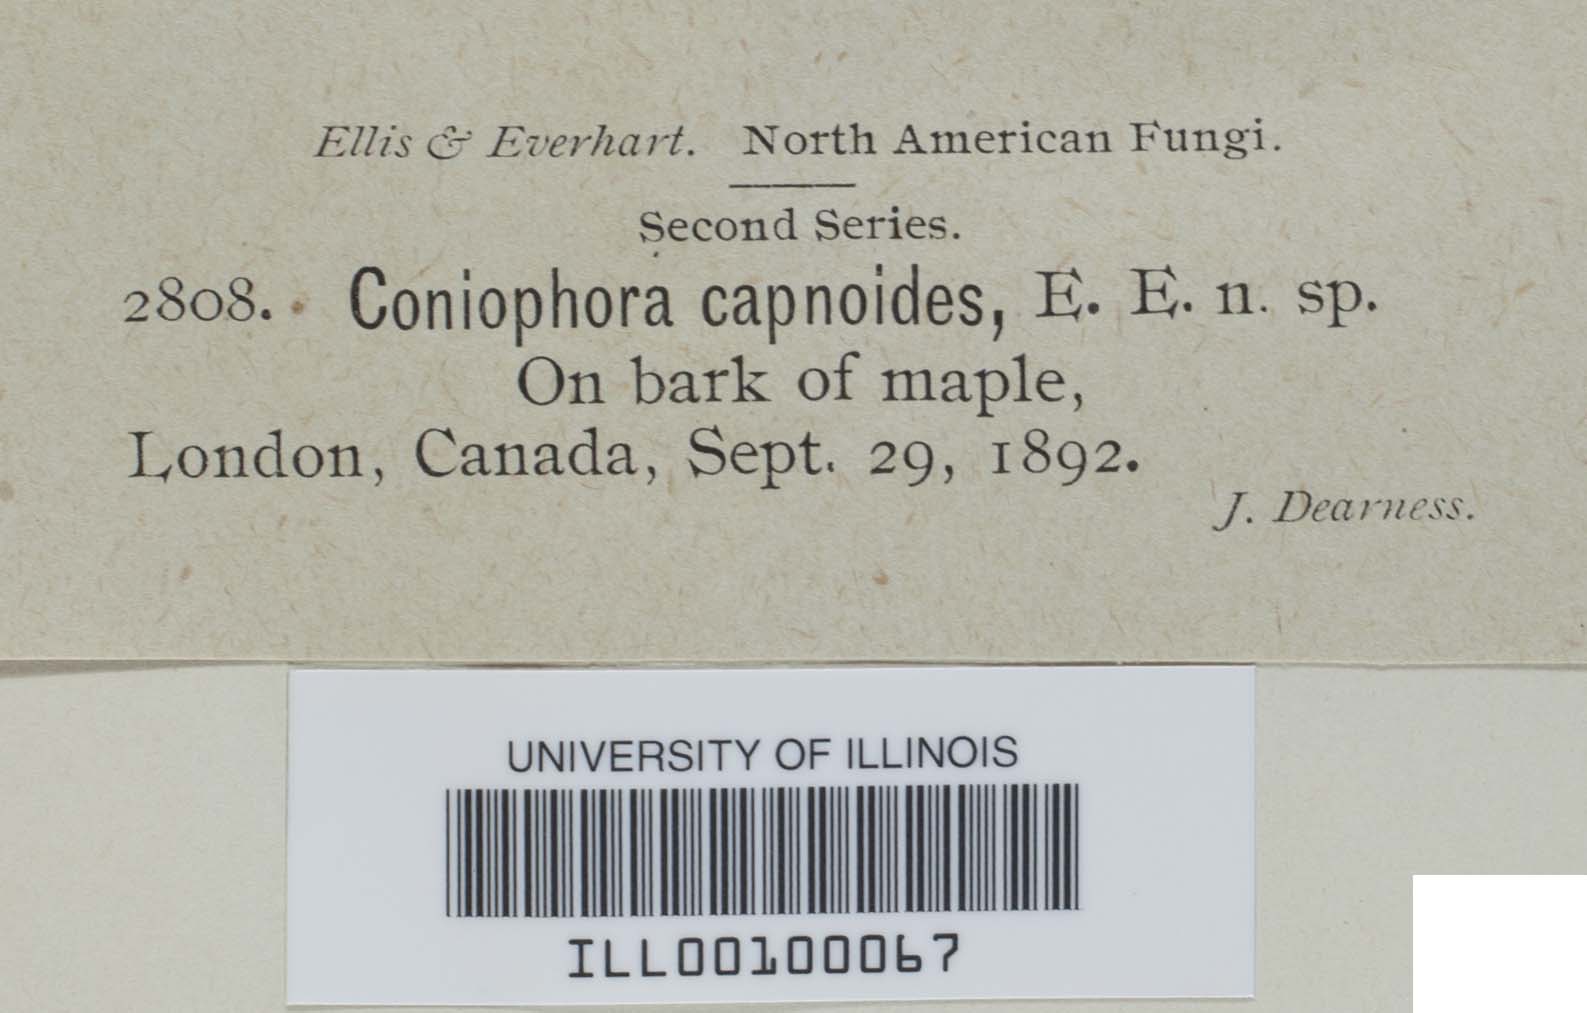 Ellis & Everhart. North American Fungi.
Second Series.
2808. Coniophora capnoides, E. E. n. sp.
On bark of maple,
London, Canada, Sept. 29, 1892.
J. Dearness.
UNIVERSITY OF ILLINOIS
ILL00100067